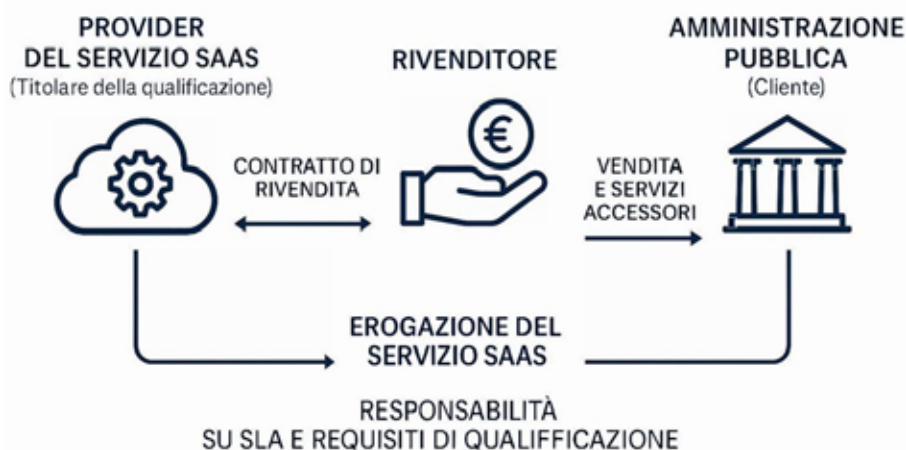 PROVIDER
DEL SERVIZIO SAAS
(Titolare della qualificazione)
RIVENDITORE
AMMINISTRAZIONE
PUBBLICA
(Cliente)
€
CONTRATTO DI
RIVENDITA
VENDITA
E SERVIZI
ACCESSORI
EROGAZIONE DEL
SERVIZIO SAAS
RESPONSABILITÀ
SU SLA E REQUISITI DI QUALIFFICAZIONE